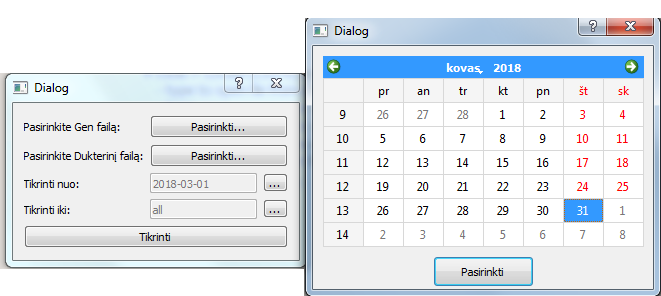 Dialog
Pasirinkite Gen failą: Pasirinkti...
Pasirinkite Dukterinį failą: Pasirinkti...
Tikrinti nuo: 2018-03-01 ...
Tikrinti iki: all ...
Tikrinti
Dialog
kovas, 2018
pr an tr kt pn št sk
9 26 27 28 1 2 3 4
10 5 6 7 8 9 10 11
11 12 13 14 15 16 17 18
12 19 20 21 22 23 24 25
13 26 27 28 29 30 31 1
14 2 3 4 5 6 7 8
Pasirinkti